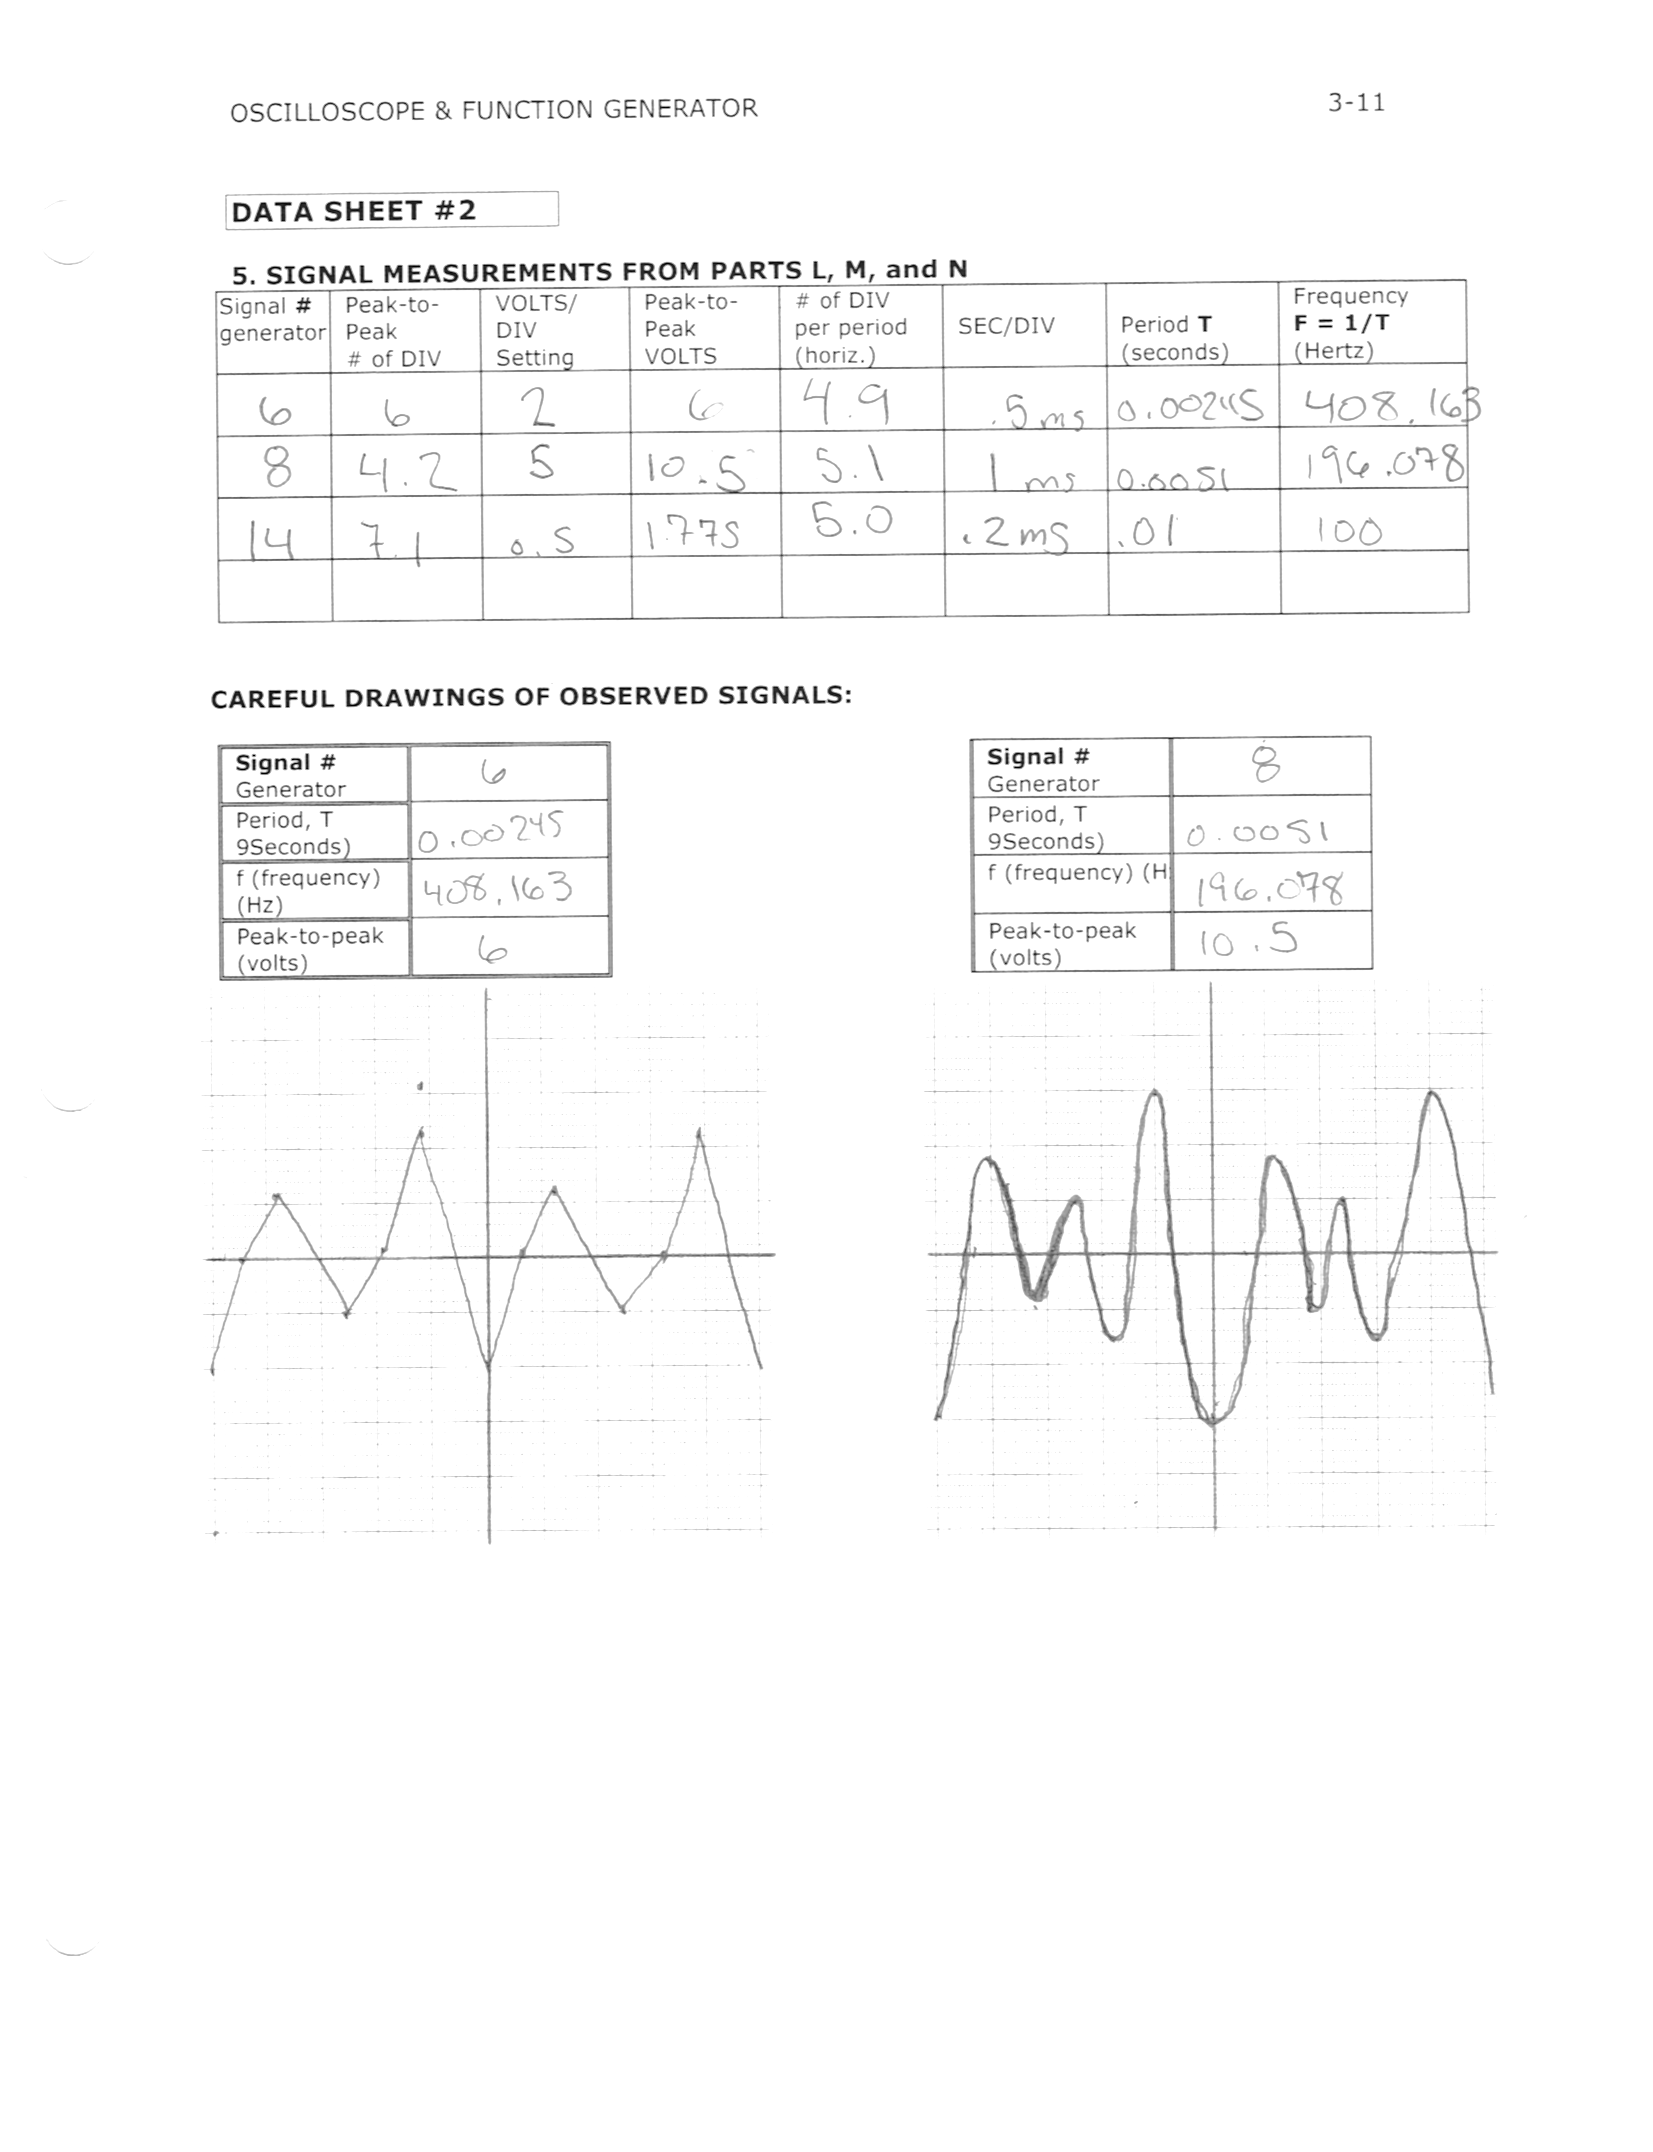 OSCILLOSCOPE & FUNCTION GENERATOR 3-11
DATA SHEET #2
5. SIGNAL MEASUREMENTS FROM PARTS L, M, and N
Signal # generator Peak-to-Peak # of DIV VOLTS/DIV Setting Peak-to-Peak VOLTS # of DIV per period (horiz.) SEC/DIV Period T (seconds) Frequency F = 1/T (Hertz)
6 6 2 6 4.9 .5ms 0.00245 408.163
8 4.2 5 10.5 5.1 1ms 0.0051 196.078
14 7.1 0.5 1.775 5.0 .2ms .01 100
CAREFUL DRAWINGS OF OBSERVED SIGNALS:
Signal # Generator 6
Period, T 9Seconds) 0.00245
f (frequency) (Hz) 408.163
Peak-to-peak (volts) 6
Signal # Generator 8
Period, T 9Seconds) 0.0051
f (frequency) (H 196.078
Peak-to-peak (volts) 10.5